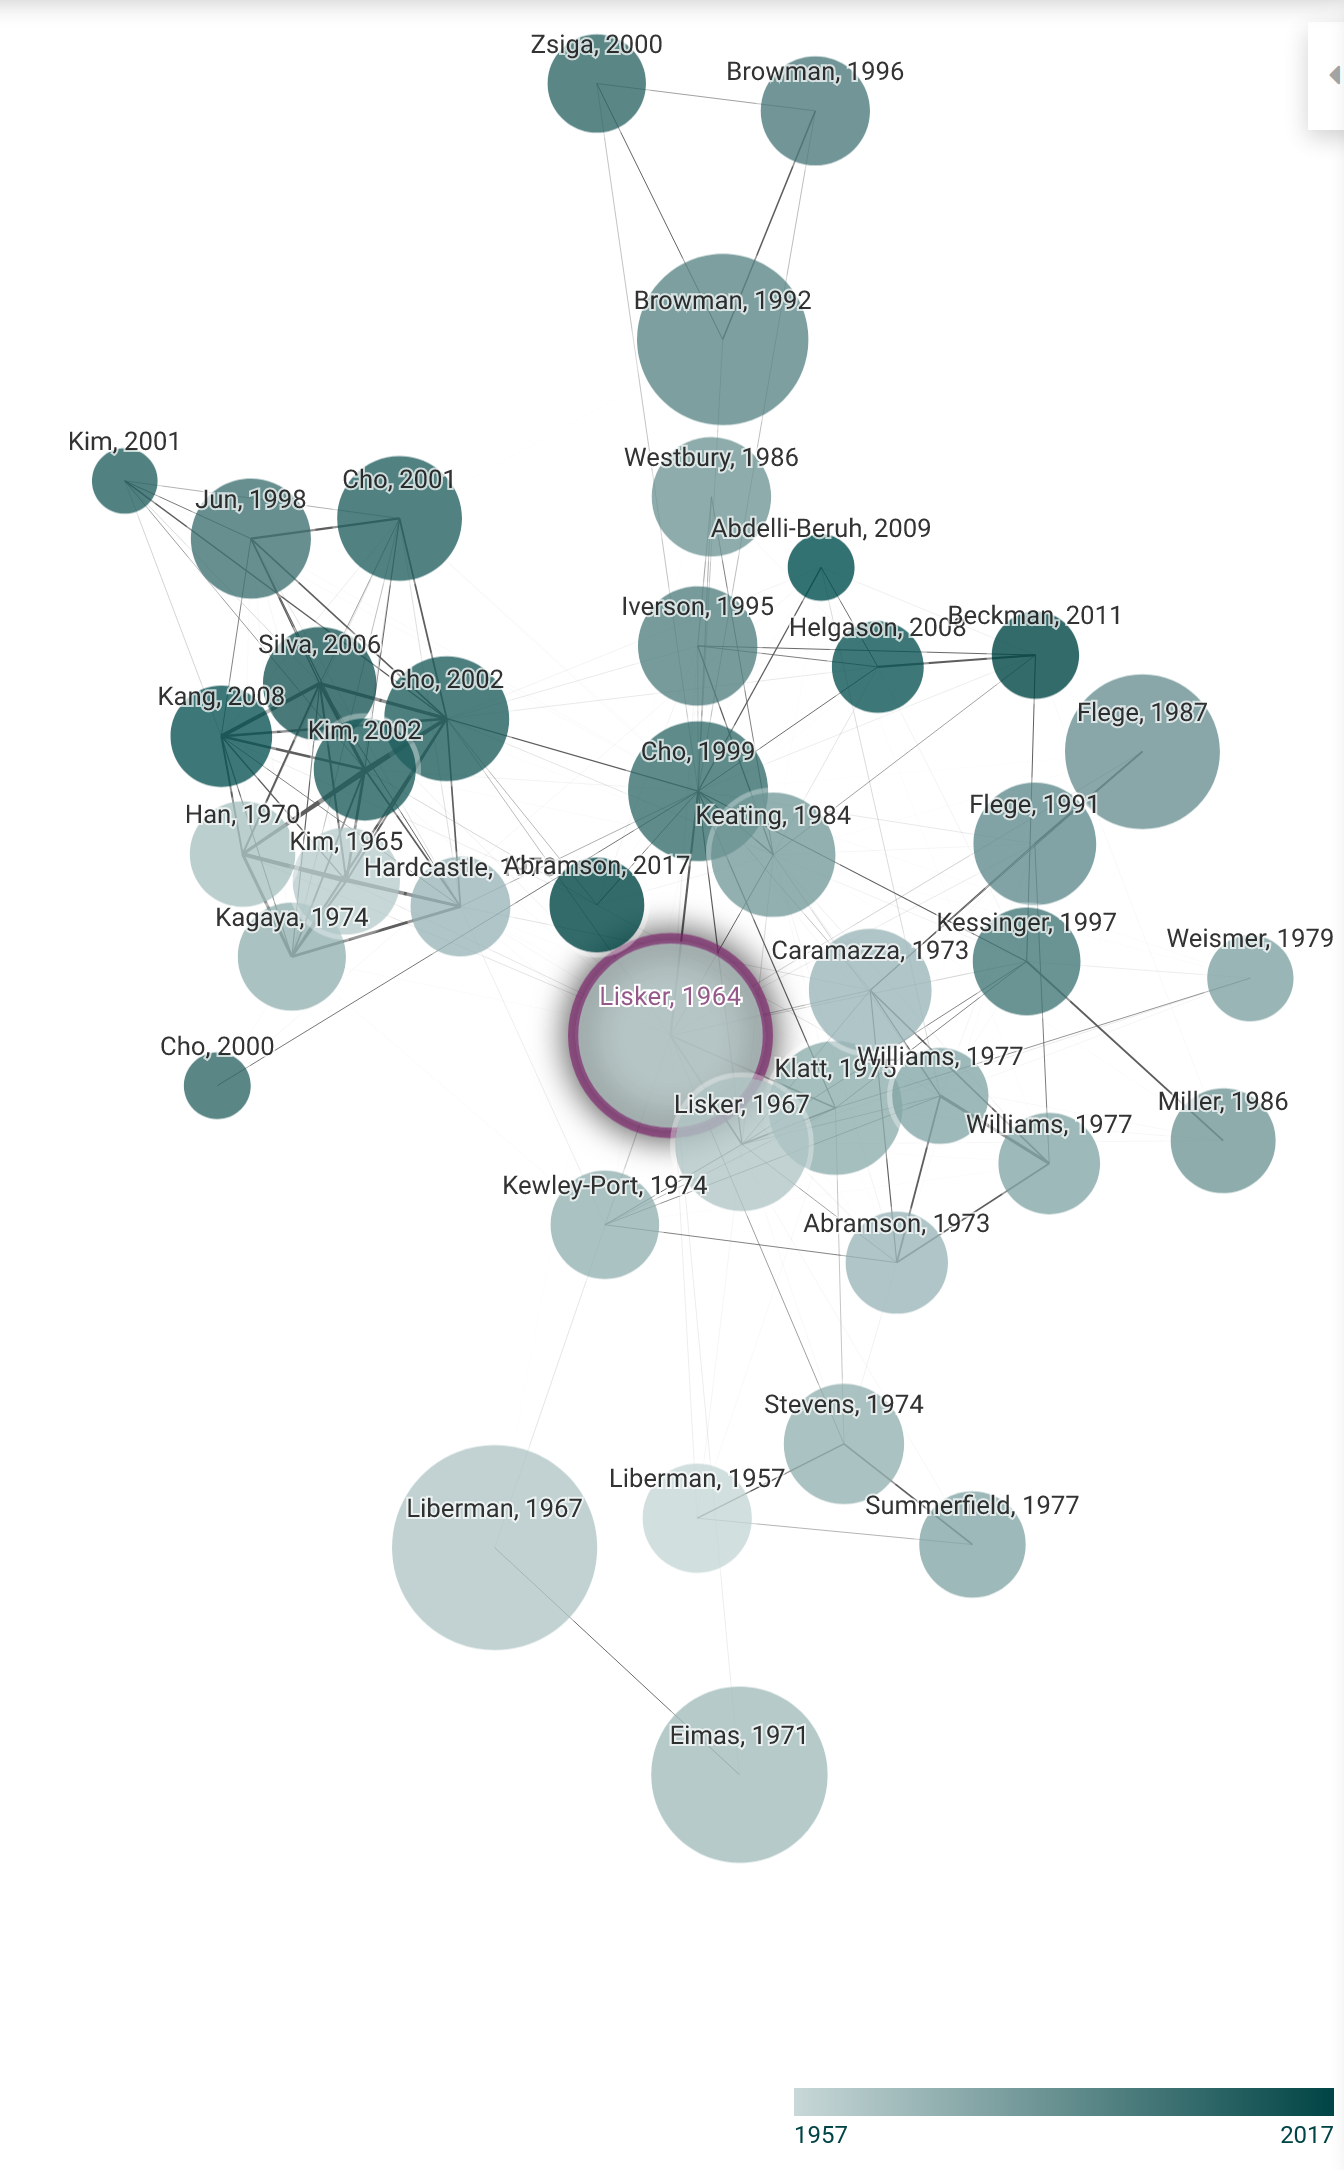 Zsiga, 2000
Browman, 1996
Browman, 1992
Kim, 2001
Westbury, 1986
Cho, 2001
Jun, 1998
Abdelli-Beruh, 2009
Iverson, 1995
Beckman, 2011
Helgason, 2008
Silva, 2006
Cho, 2002
Kang, 2008
Flege, 1987
Kim, 2002
Cho, 1999
Flege, 1991
Han, 1970
Keating, 1984
Kim, 1965
Hardcastle,
Abramson, 2017
Kagaya, 1974
Kessinger, 1997
Weismer, 1979
Caramazza, 1973
Lisker, 1964
Cho, 2000
Williams, 1977
Klatt, 1975
Miller, 1986
Lisker, 1967
Williams, 1977
Kewley-Port, 1974
Abramson, 1973
Stevens, 1974
Liberman, 1957
Summerfield, 1977
Liberman, 1967
Eimas, 1971
1957
2017